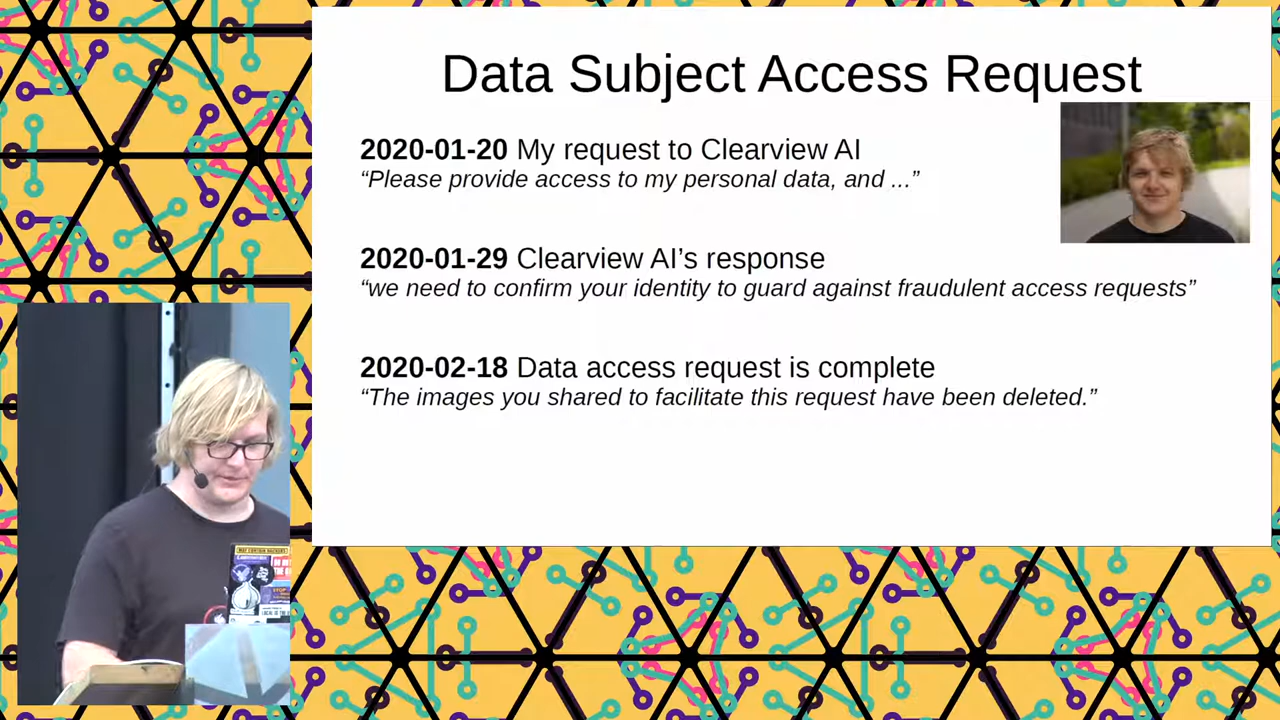 Data Subject Access Request
2020-01-20 My request to Clearview AI
“Please provide access to my personal data, and ...”
2020-01-29 Clearview AI’s response
“we need to confirm your identity to guard against fraudulent access requests”
2020-02-18 Data access request is complete
“The images you shared to facilitate this request have been deleted.”
MAY CONTAIN HACKERS